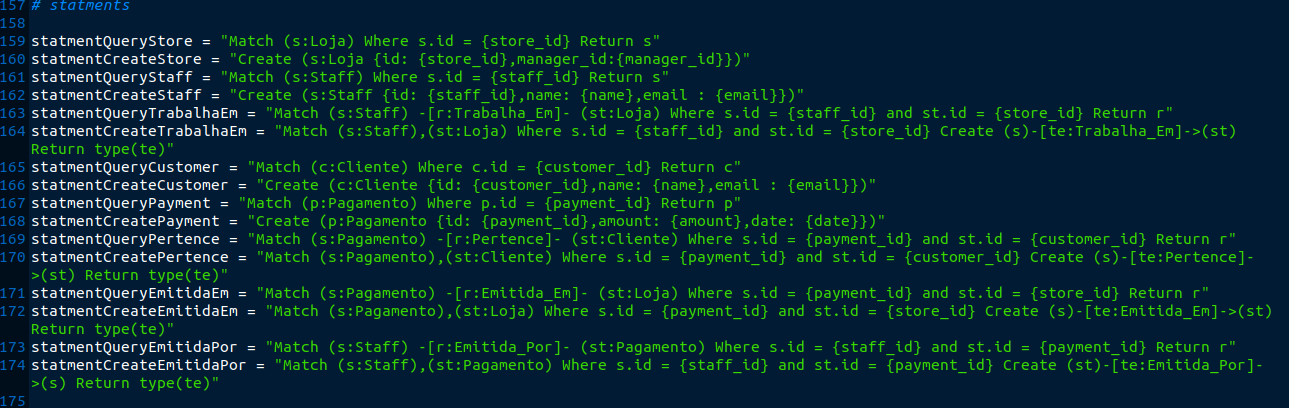 157 # statments
158
159 statmentQueryStore = "Match (s:Loja) Where s.id = {store_id} Return s"
160 statmentCreateStore = "Create (s:Loja {id: {store_id},manager_id:{manager_id}})"
161 statmentQueryStaff = "Match (s:Staff) Where s.id = {staff_id} Return s"
162 statmentCreateStaff = "Create (s:Staff {id: {staff_id},name: {name},email : {email}})"
163 statmentQueryTrabalhaEm = "Match (s:Staff) -[r:Trabalha_Em]- (st:Loja) Where s.id = {staff_id} and st.id = {store_id} Return r"
164 statmentCreateTrabalhaEm = "Match (s:Staff),(st:Loja) Where s.id = {staff_id} and st.id = {store_id} Create (s)-[te:Trabalha_Em]->(st)
Return type(te)"
165 statmentQueryCustomer = "Match (c:Cliente) Where c.id = {customer_id} Return c"
166 statmentCreateCustomer = "Create (c:Cliente {id: {customer_id},name: {name},email : {email}})"
167 statmentQueryPayment = "Match (p:Pagamento) Where p.id = {payment_id} Return p"
168 statmentCreatePayment = "Create (p:Pagamento {id: {payment_id},amount: {amount},date: {date}})"
169 statmentQueryPertence = "Match (s:Pagamento) -[r:Pertence]- (st:Cliente) Where s.id = {payment_id} and st.id = {customer_id} Return r"
170 statmentCreatePertence = "Match (s:Pagamento),(st:Cliente) Where s.id = {payment_id} and st.id = {customer_id} Create (s)-[te:Pertence]-
>(st) Return type(te)"
171 statmentQueryEmitidaEm = "Match (s:Pagamento) -[r:Emitida_Em]- (st:Loja) Where s.id = {payment_id} and st.id = {store_id} Return r"
172 statmentCreateEmitidaEm = "Match (s:Pagamento),(st:Loja) Where s.id = {payment_id} and st.id = {store_id} Create (s)-[te:Emitida_Em]->(st)
Return type(te)"
173 statmentQueryEmitidaPor = "Match (s:Staff) -[r:Emitida_Por]- (st:Pagamento) Where s.id = {staff_id} and st.id = {payment_id} Return r"
174 statmentCreateEmitidaPor = "Match (s:Staff),(st:Pagamento) Where s.id = {staff_id} and st.id = {payment_id} Create (st)-[te:Emitida_Por]-
>(s) Return type(te)"
175